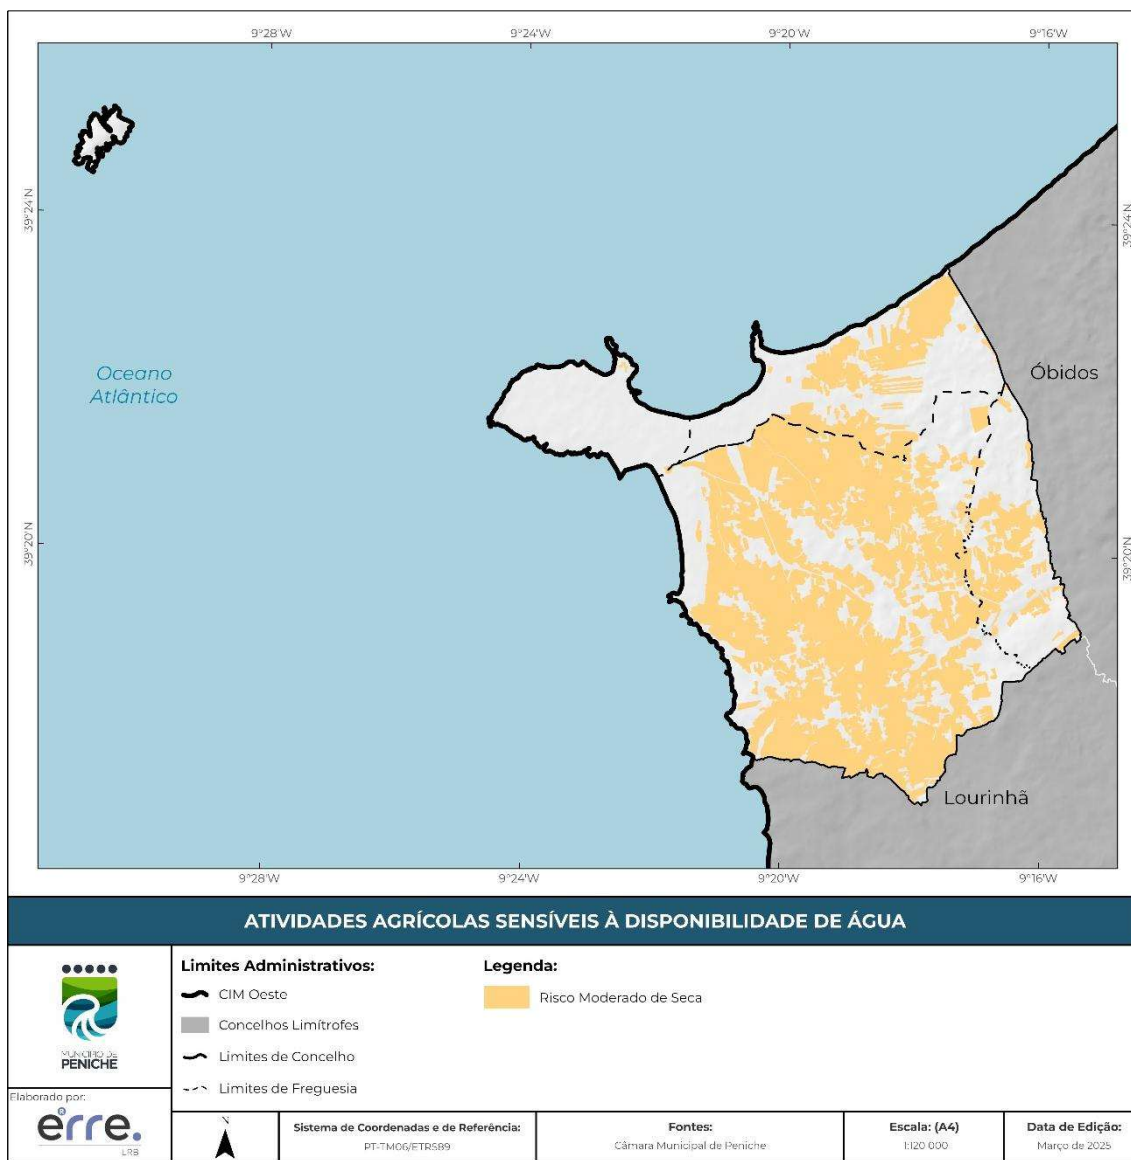 9°28'W 9°24'W 9°20'W 9°16'W
39°24'N 39°24'N
Oceano
Atlântico
Óbidos
39°20'N 39°20'N
Lourinhã
9°28'W 9°24'W 9°20'W 9°16'W
ATIVIDADES AGRÍCOLAS SENSÍVEIS À DISPONIBILIDADE DE ÁGUA
MUNICÍPIO DE
PENICHE
Limites Administrativos:
CIM Oeste
Concelhos Limítrofes
Limites de Concelho
Limites de Freguesia
Legenda:
Risco Moderado de Seca
Elaborado por:
erre.
LRB
N
Sistema de Coordenadas e de Referência:
PT-TM06/ETRS89
Fontes:
Câmara Municipal de Peniche
Escala: (A4)
1:120 000
Data de Edição:
Março de 2025